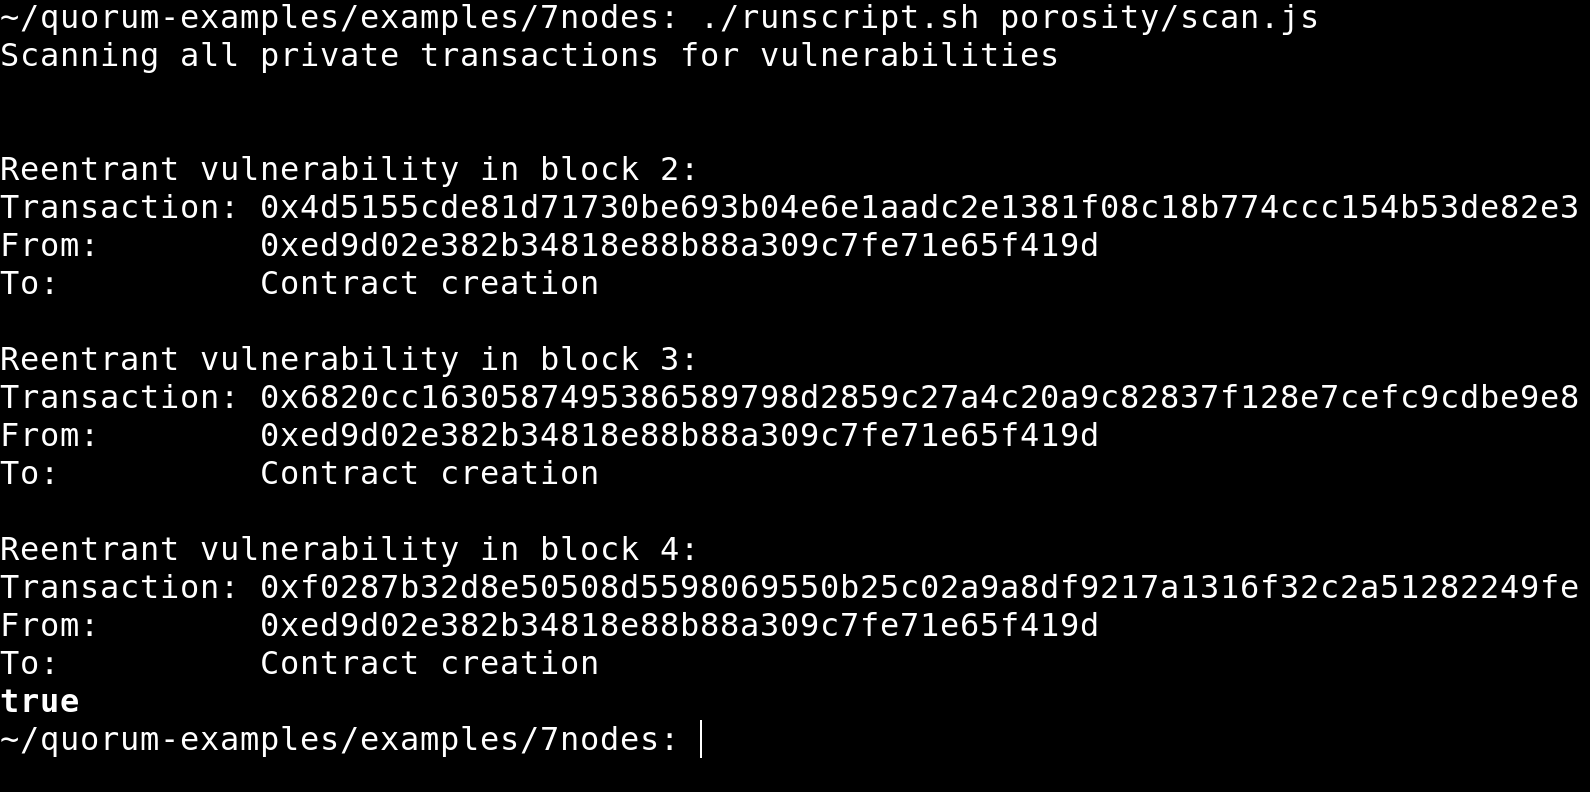 ~/quorum-examples/examples/7nodes: ./runscript.sh porosity/scan.js
Scanning all private transactions for vulnerabilities
Reentrant vulnerability in block 2:
Transaction: 0x4d5155cde81d71730be693b04e6e1aadc2e1381f08c18b774ccc154b53de82e3
From: 0xed9d02e382b34818e88b88a309c7fe71e65f419d
To: Contract creation
Reentrant vulnerability in block 3:
Transaction: 0x6820cc1630587495386589798d2859c27a4c20a9c82837f128e7cefc9cdbe9e8
From: 0xed9d02e382b34818e88b88a309c7fe71e65f419d
To: Contract creation
Reentrant vulnerability in block 4:
Transaction: 0xf0287b32d8e50508d5598069550b25c02a9a8df9217a1316f32c2a51282249fe
From: 0xed9d02e382b34818e88b88a309c7fe71e65f419d
To: Contract creation
true
~/quorum-examples/examples/7nodes: